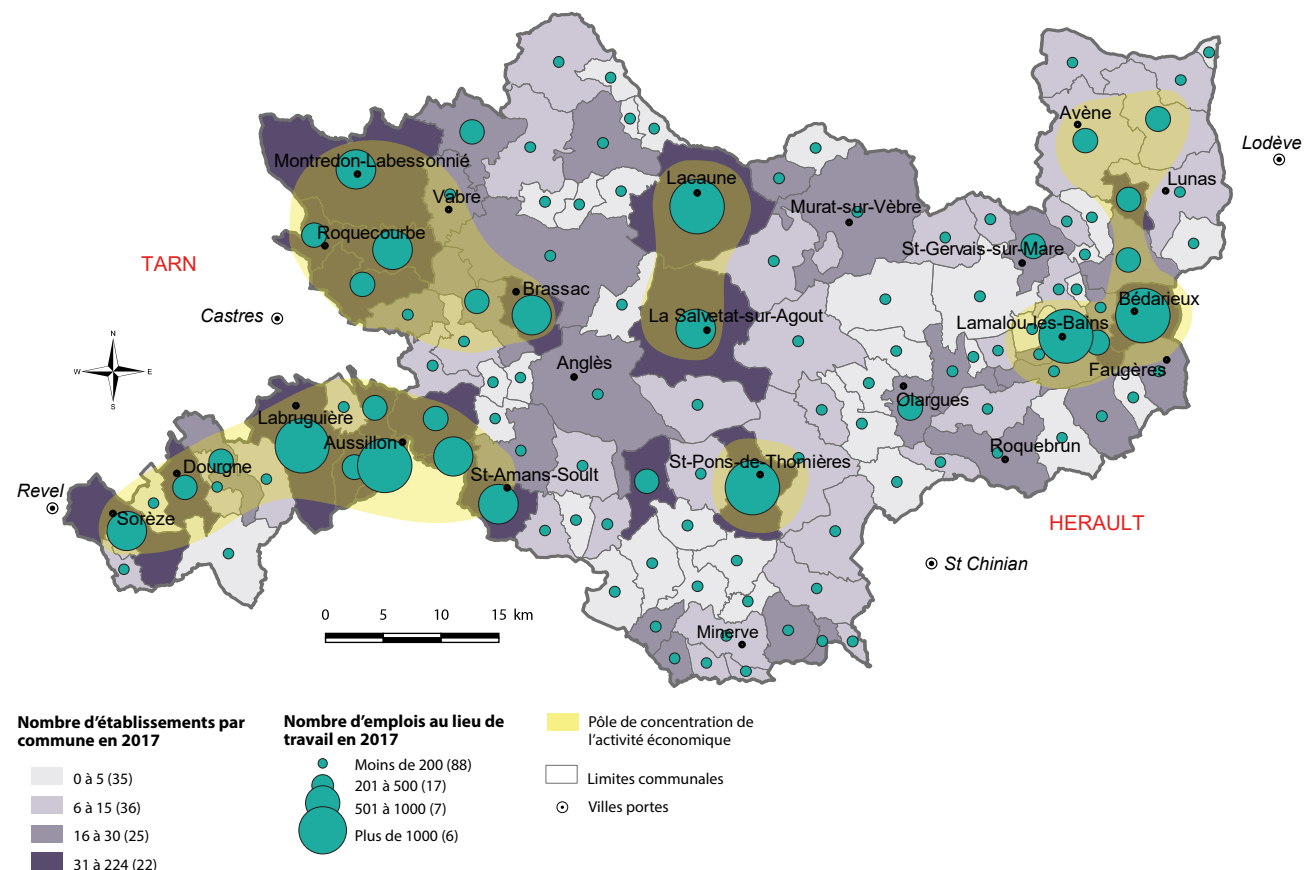 Avène
Lodève
Montredon-Labessonnié
Lacaune
Lunas
Vabre
Murat-sur-Vèbre
Roquecourbe
St-Gervais-sur-Mare
TARN
Brassac
Bédarieux
Castres
La Salvetat-sur-Agout
Lamalou-les-Bains
N
W
E
S
Anglès
Faugères
Olargues
Labruguière
Aussillon
Roquebrun
St-Pons-de-Thomières
Dourgne
St-Amans-Soult
Revel
Sorèze
HERAULT
St Chinian
0 5 10 15 km
Minerve
Nombre d'établissements par
commune en 2017
0 à 5 (35)
6 à 15 (36)
16 à 30 (25)
31 à 224 (22)
Nombre d'emplois au lieu de
travail en 2017
Moins de 200 (88)
201 à 500 (17)
501 à 1000 (7)
Plus de 1000 (6)
Pôle de concentration de
l'activité économique
Limites communales
Villes portes